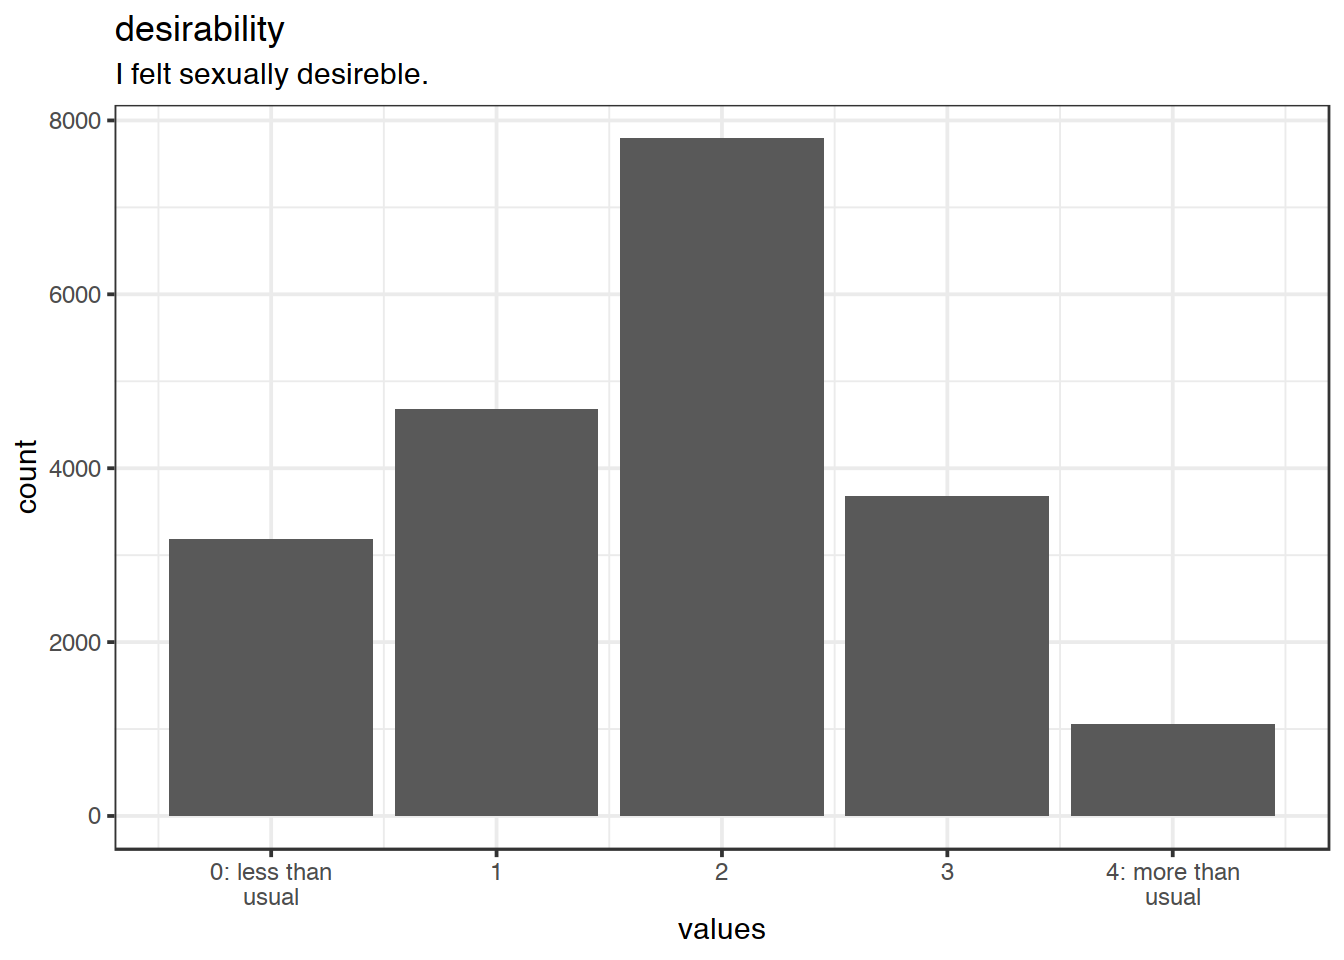 desirability
I felt sexually desireble.
8000
6000
4000
2000
0
count
0: less than
usual
1
2
3
4: more than
usual
values